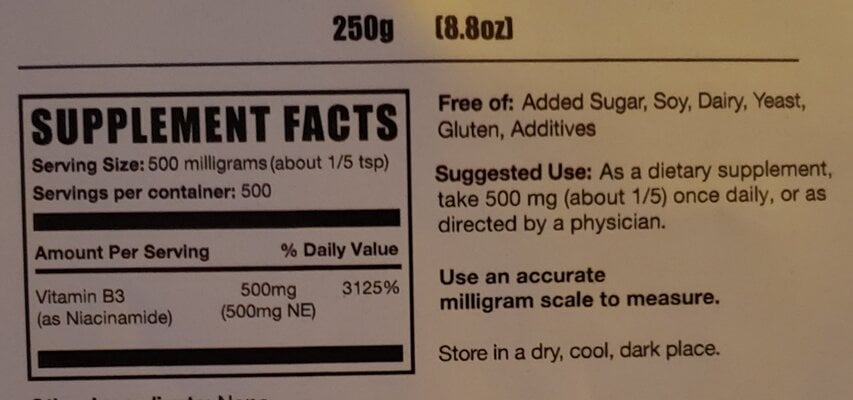 250g (8.8oz)
SUPPLEMENT FACTS
Serving Size: 500 milligrams (about 1/5 tsp)
Servings per container: 500
Amount Per Serving % Daily Value
Vitamin B3 500mg 3125%
(as Niacinamide) (500mg NE)
Free of: Added Sugar, Soy, Dairy, Yeast,
Gluten, Additives
Suggested Use: As a dietary supplement,
take 500 mg (about 1/5) once daily, or as
directed by a physician.
Use an accurate
milligram scale to measure.
Store in a dry, cool, dark place.